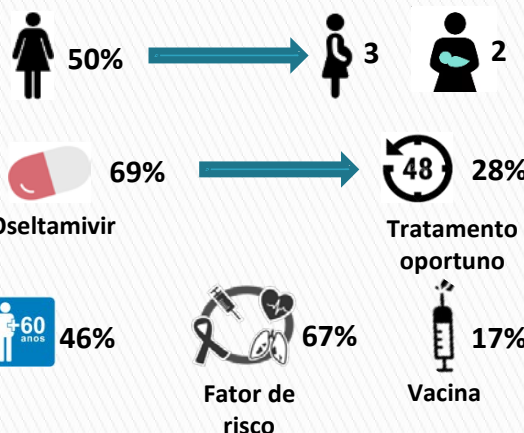 50%
3
2
69%
48
28%
Oseltamivir
Tratamento
oportuno
+60
anos
46%
67%
17%
Fator de
risco
Vacina